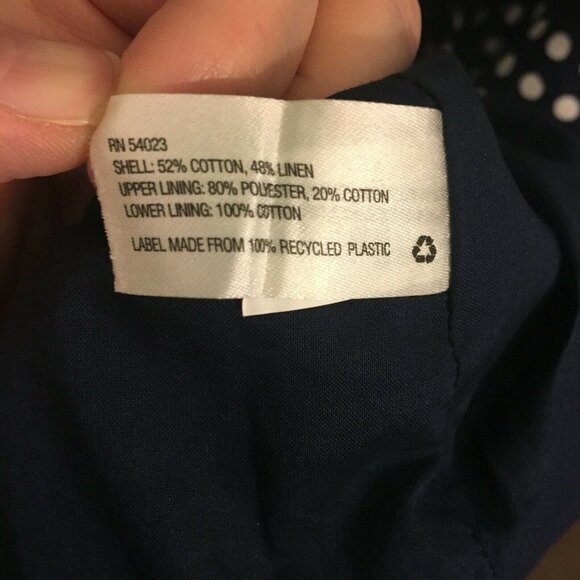 RN 54023
SHELL: 52% COTTON, 48% LINEN
UPPER LINING: 80% POLYESTER, 20% COTTON
LOWER LINING: 100% COTTON
LABEL MADE FROM 100% RECYCLED PLASTIC